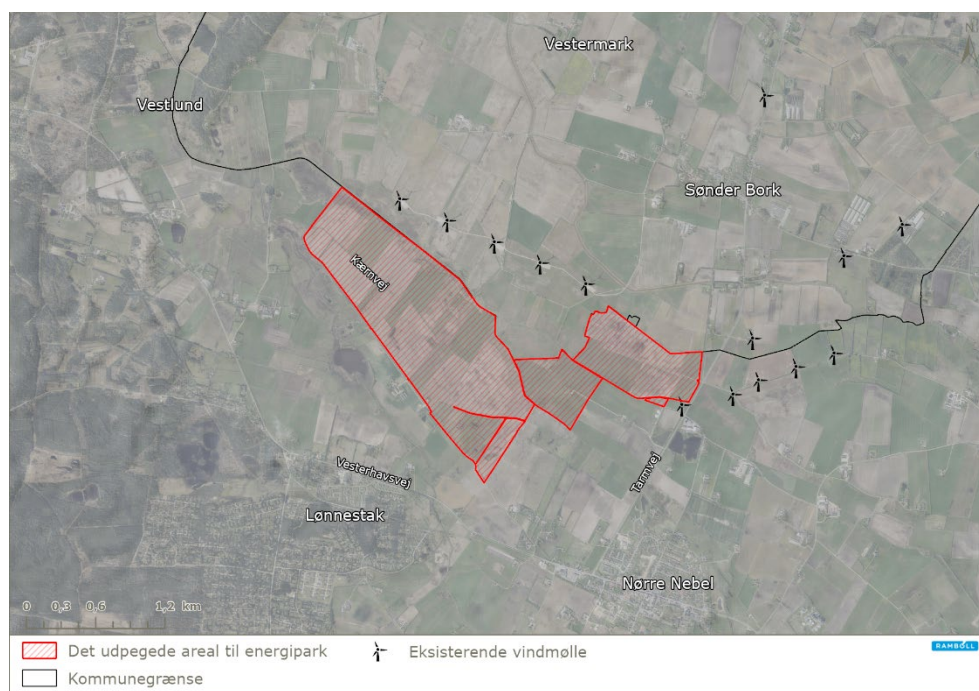 Vestermark
Vestlund
Sønder Bork
Kærnvej
Vesterhavsvej
Tarmvej
Lønnestak
Nørre Nebel
0 0,3 0,6 1,2 km
Det udpegede areal til energipark
Eksisterende vindmølle
RAMBOLL
Kommunegrænse